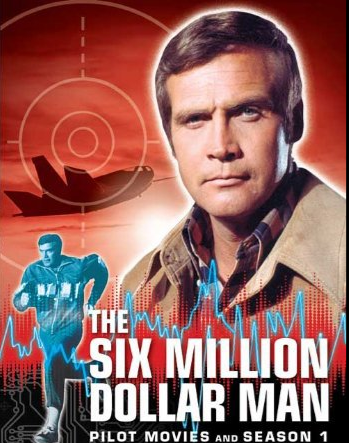 THE
SIX MILLION
DOLLAR MAN
PILOT MOVIES AND SEASON 1